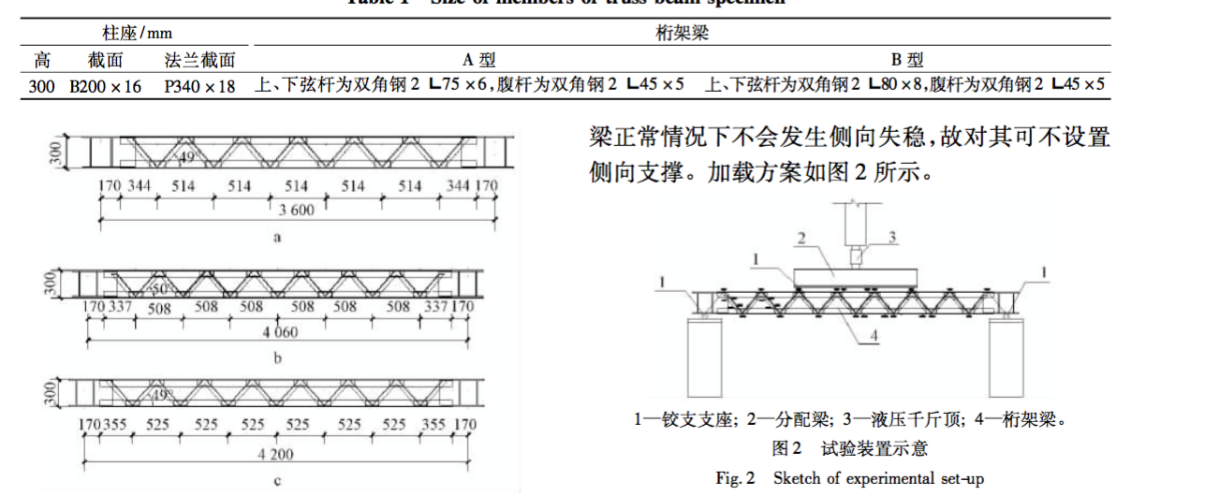 Table 1 Size of members of truss beam specimen
柱座/mm 桁架梁
高 截面 法兰截面 A 型 B 型
300 B200×16 P340×18 上、下弦杆为双角钢 2 L75×6,腹杆为双角钢 2 L45×5 上、下弦杆为双角钢 2 L80×8,腹杆为双角钢 2 L45×5
300
49°
170 344 514 514 514 514 514 344 170
3 600
a
300
50°
170 337 508 508 508 508 508 508 337 170
4 060
b
300
49°
170 355 525 525 525 525 525 525 355 170
4 200
c
梁正常情况下不会发生侧向失稳,故对其可不设置
侧向支撑。加载方案如图 2 所示。
2 3
1
1 1
4
1—铰支支座; 2—分配梁; 3—液压千斤顶; 4—桁架梁。
图2 试验装置示意
Fig. 2 Sketch of experimental set-up